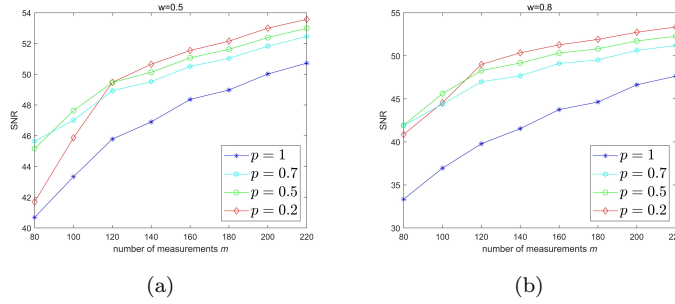 w=0.5
54
52
50
48
46
44
42
40
SNR
80 100 120 140 160 180 200 220
number of measurements m
p = 1
p = 0.7
p = 0.5
p = 0.2
(a)
w=0.8
55
50
45
40
35
30
SNR
80 100 120 140 160 180 200 220
number of measurements m
p = 1
p = 0.7
p = 0.5
p = 0.2
(b)